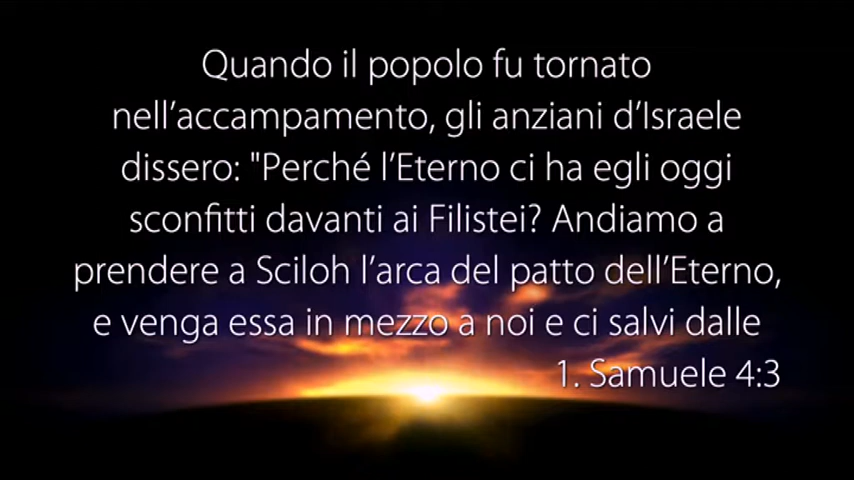 Quando il popolo fu tornato
nell’accampamento, gli anziani d’Israele
dissero: "Perché l’Eterno ci ha egli oggi
sconfitti davanti ai Filistei? Andiamo a
prendere a Sciloh l’arca del patto dell’Eterno,
e venga essa in mezzo a noi e ci salvi dalle
1. Samuele 4:3